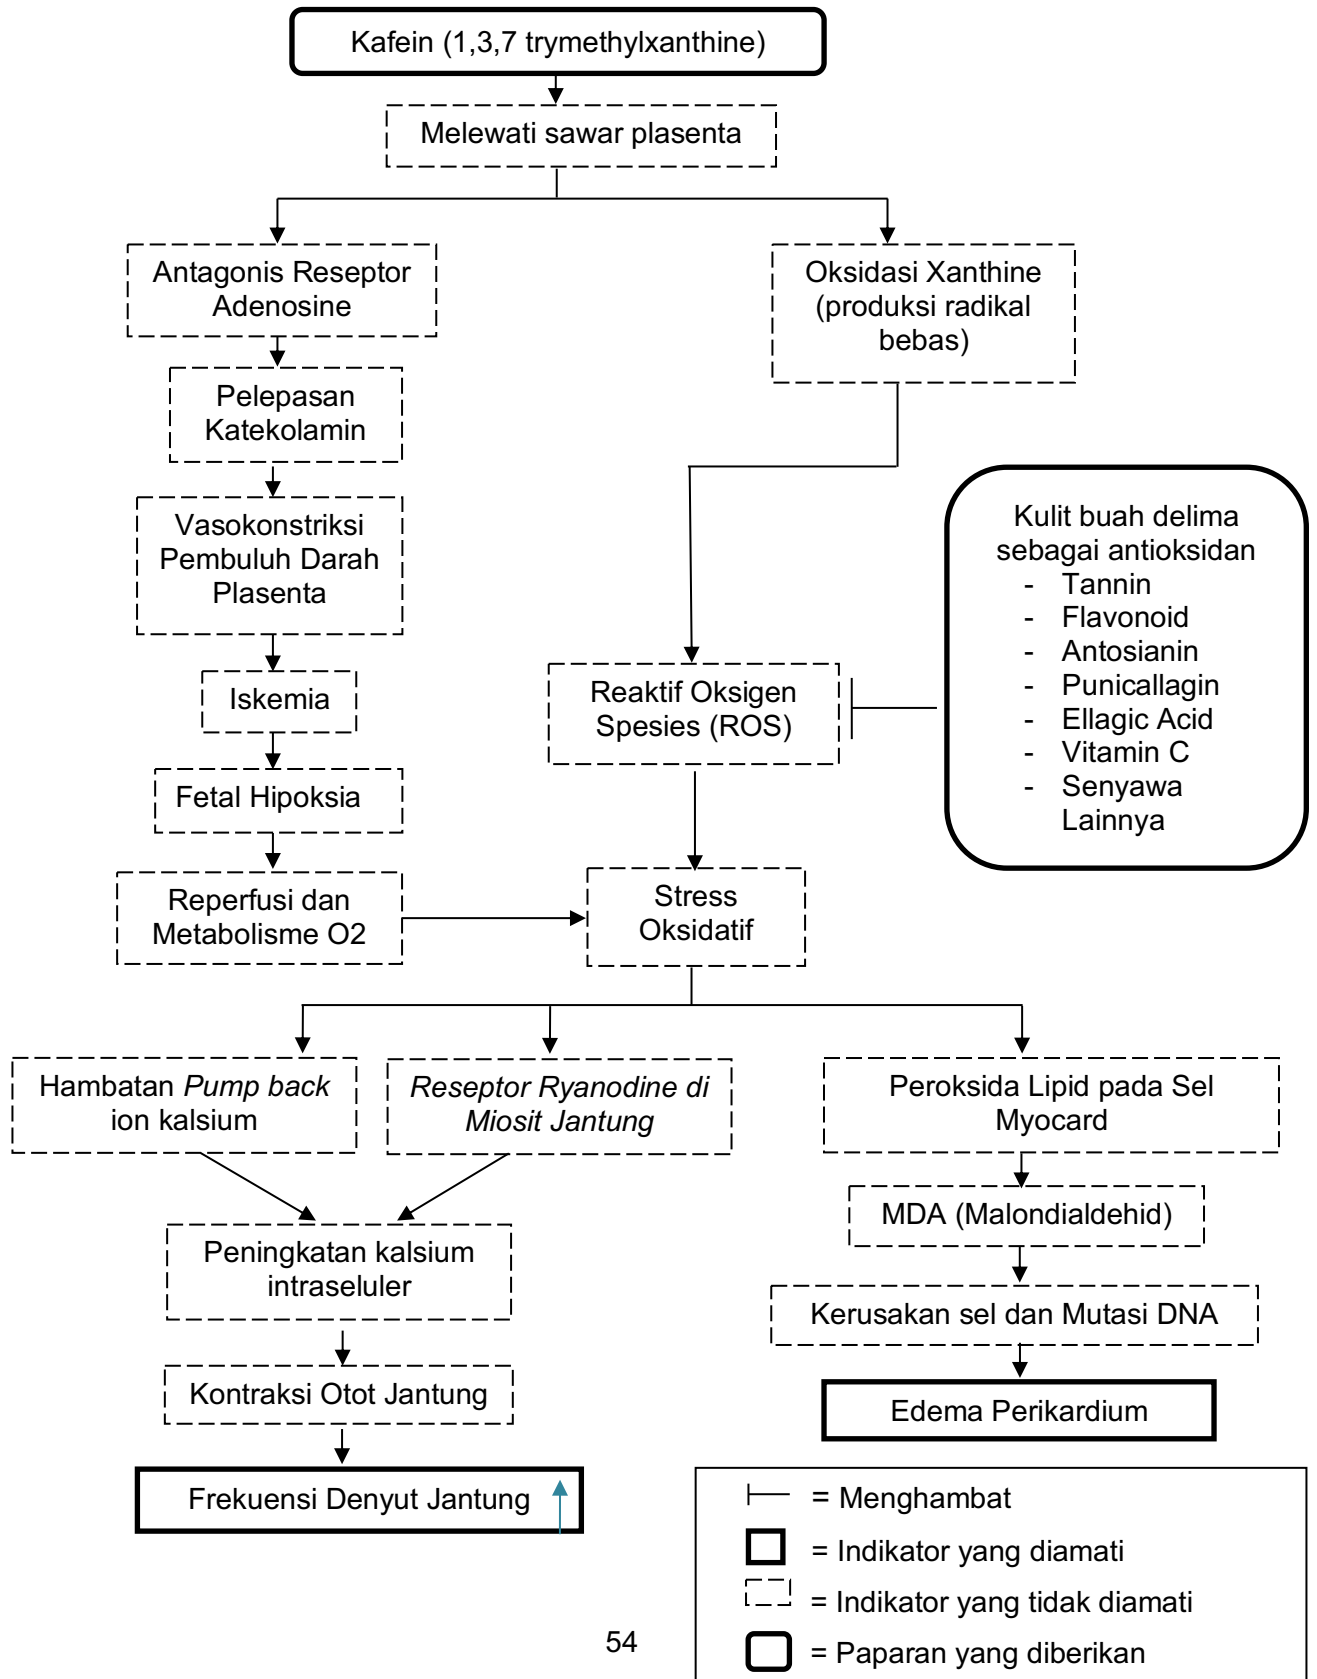 Kafein (1,3,7 trymethylxanthine)
Melewati sawar plasenta
Antagonis Reseptor
Adenosine
Oksidasi Xanthine
(produksi radikal
bebas)
Pelepasan
Katekolamin
Vasokonstriksi
Pembuluh Darah
Plasenta
Iskemia
Fetal Hipoksia
Reperfusi dan
Metabolisme O2
Reaktif Oksigen
Spesies (ROS)
Kulit buah delima
sebagai antioksidan
- Tannin
- Flavonoid
- Antosianin
- Punicallagin
- Ellagic Acid
- Vitamin C
- Senyawa
Lainnya
Stress
Oksidatif
Hambatan Pump back
ion kalsium
Reseptor Ryanodine di
Miosit Jantung
Peroksida Lipid pada Sel
Myocard
Peningkatan kalsium
intraseluler
MDA (Malondialdehid)
Kerusakan sel dan Mutasi DNA
Kontraksi Otot Jantung
Edema Perikardium
Frekuensi Denyut Jantung
= Menghambat
= Indikator yang diamati
= Indikator yang tidak diamati
= Paparan yang diberikan
54